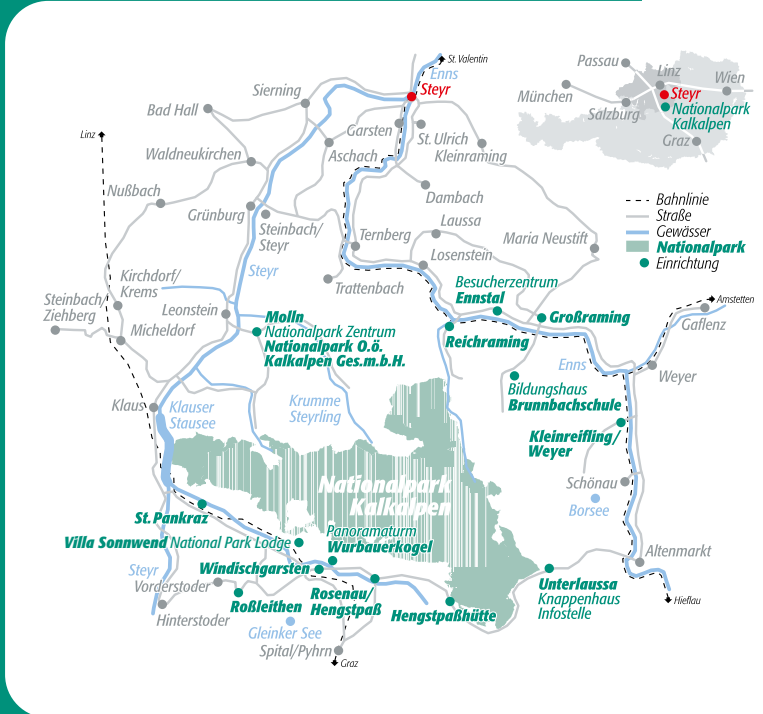 St. Valentin
Enns
Steyr
Sierning
Bad Hall
Linz
Garsten
St. Ulrich
Kleinraming
Aschach
Waldneukirchen
Nußbach
Dambach
Grünburg
Steinbach/
Steyr
Laussa
Ternberg
Maria Neustift
Losenstein
Steyr
Trattenbach
Kirchdorf/
Krems
Steinbach/
Ziehberg
Leonstein
Micheldorf
Molln
Nationalpark Zentrum
Nationalpark O.ö.
Kalkalpen Ges.m.b.H.
Besucherzentrum
Ennstal
Großraming
Reichraming
Amstetten
Gaflenz
Enns
Weyer
Bildungshaus
Brunnbachschule
Klaus
Klauser
Stausee
Krumme
Steyrling
Kleinreifling/
Weyer
Schönau
Borsee
Nationalpark
Kalkalpen
St. Pankraz
Villa Sonnwend National Park Lodge
Panoramaturm
Wurbauerkogel
Windischgarsten
Altenmarkt
Steyr
Vorderstoder
Hinterstoder
Roßleithen
Rosenau/
Hengstpaß
Hengstpaßhütte
Unterlaussa
Knappenhaus
Infostelle
Hieflau
Gleinker See
Spital/Pyhrn
Graz
Passau
Linz
Wien
München
Steyr
Salzburg
Nationalpark
Kalkalpen
Graz
Bahnlinie
Straße
Gewässer
Nationalpark
Einrichtung